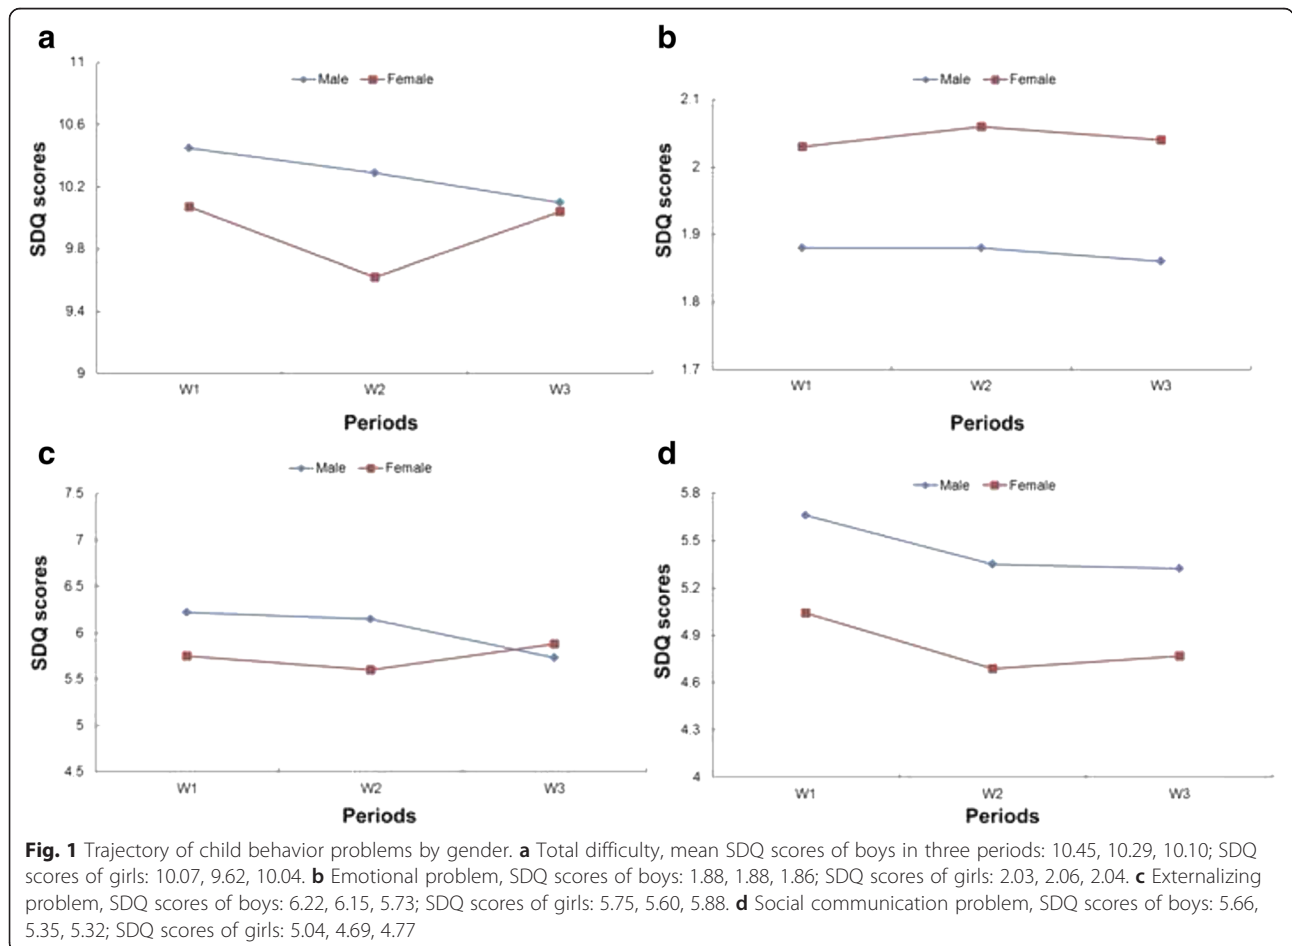 a
11
Male Female
10.6
10.2
9.8
9.4
9
SDQ scores
W1 W2 W3
Periods
b
Male Female
2.1
2
1.9
1.8
1.7
SDQ scores
W1 W2 W3
Periods
c
Male Female
7.5
7
6.5
6
5.5
5
4.5
SDQ scores
W1 W2 W3
Periods
d
Male Female
5.8
5.5
5.2
4.9
4.6
4.3
4
SDQ scores
W1 W2 W3
Periods
Fig. 1 Trajectory of child behavior problems by gender. a Total difficulty, mean SDQ scores of boys in three periods: 10.45, 10.29, 10.10; SDQ
scores of girls: 10.07, 9.62, 10.04. b Emotional problem, SDQ scores of boys: 1.88, 1.88, 1.86; SDQ scores of girls: 2.03, 2.06, 2.04. c Externalizing
problem, SDQ scores of boys: 6.22, 6.15, 5.73; SDQ scores of girls: 5.75, 5.60, 5.88. d Social communication problem, SDQ scores of boys: 5.66,
5.35, 5.32; SDQ scores of girls: 5.04, 4.69, 4.77